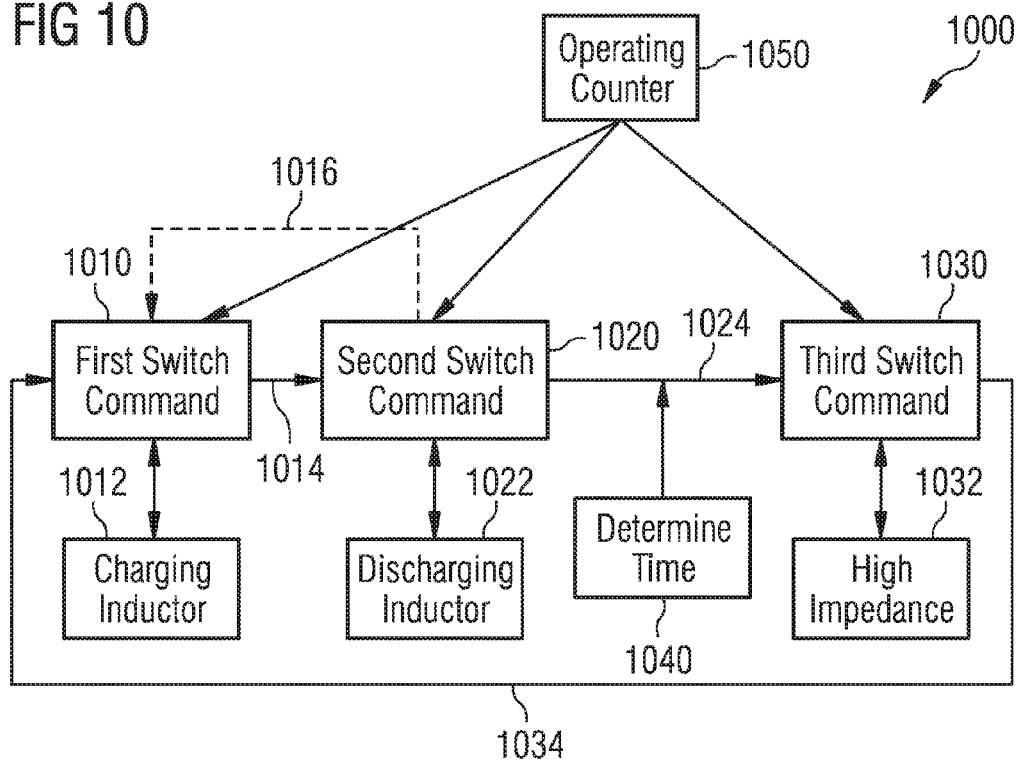 FIG 10
1000
Operating
Counter
1050
1016
1010
1030
First Switch
Command
Second Switch
Command
1020
1024
Third Switch
Command
1014
1012
1022
1032
Charging
Inductor
Discharging
Inductor
Determine
Time
High
Impedance
1040
1034